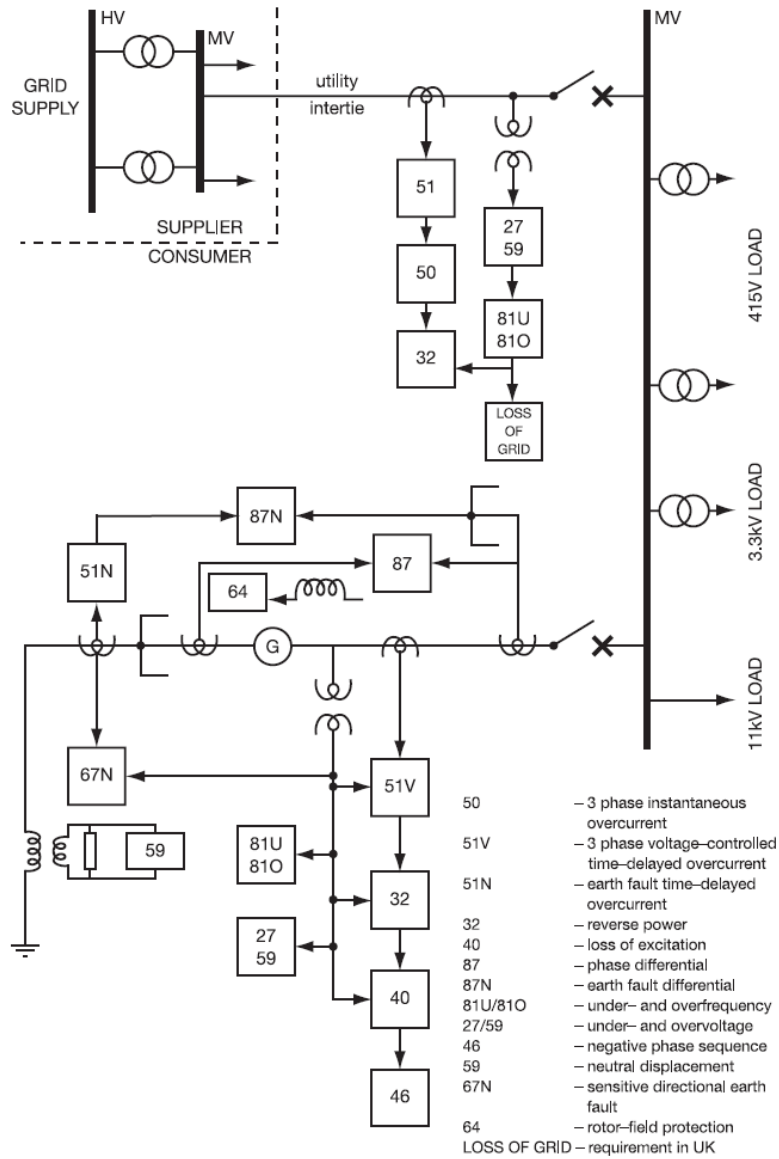 HV
MV
MV
GRID
SUPPLY
utility
intertie
SUPPLIER
CONSUMER
51
50
32
27
59
81U
81O
LOSS
OF
GRID
415V LOAD
3.3kV LOAD
11kV LOAD
87N
51N
87
64
G
67N
59
51V
81U
81O
32
27
59
40
46
50 – 3 phase instantaneous
overcurrent
51V – 3 phase voltage–controlled
time–delayed overcurrent
51N – earth fault time–delayed
overcurrent
32 – reverse power
40 – loss of excitation
87 – phase differential
87N – earth fault differential
81U/81O – under– and overfrequency
27/59 – under– and overvoltage
46 – negative phase sequence
59 – neutral displacement
67N – sensitive directional earth
fault
64 – rotor–field protection
LOSS OF GRID – requirement in UK